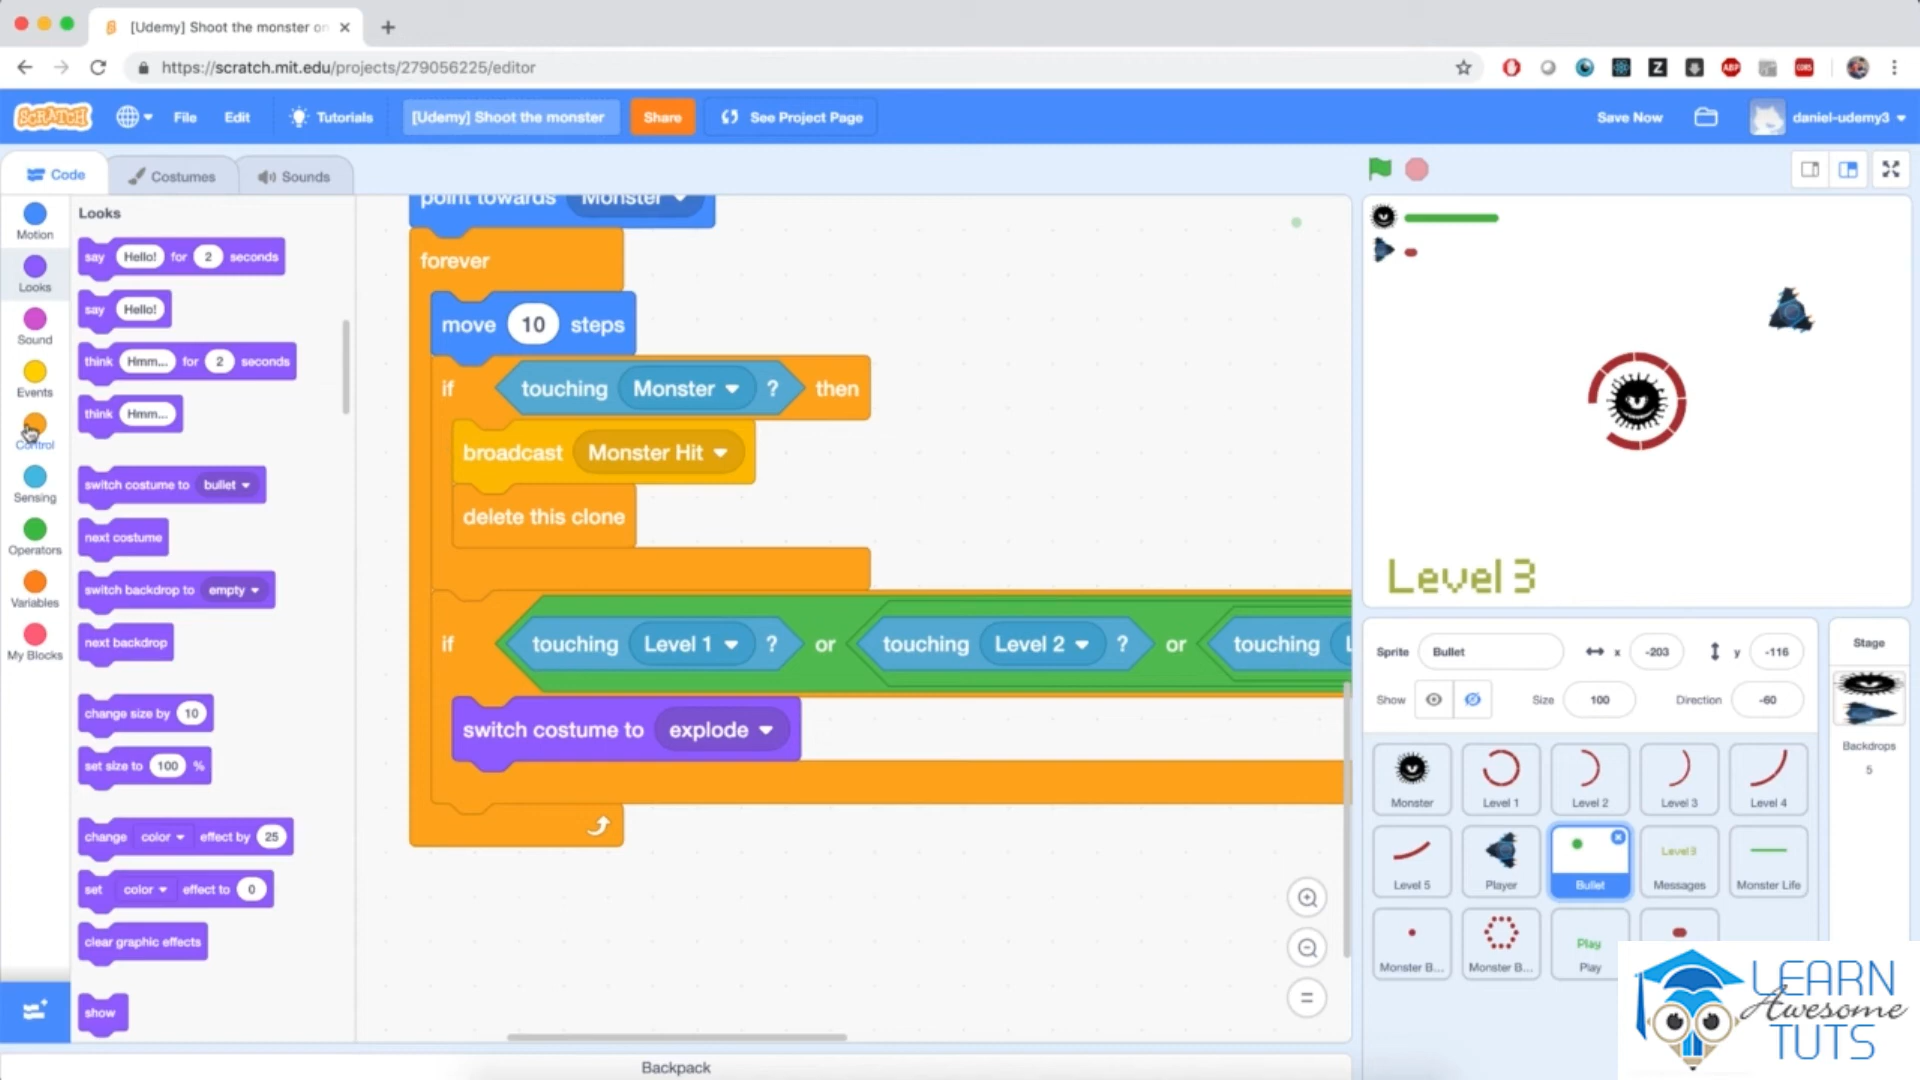 [Udemy] Shoot the monster on
https://scratch.mit.edu/projects/279056225/editor
SCRATCH
File
Edit
Tutorials
[Udemy] Shoot the monster
Share
See Project Page
Save Now
daniel-udemy3
Code
Costumes
Sounds
Motion
Looks
Sound
Events
Control
Sensing
Operators
Variables
My Blocks
Looks
say Hello! for 2 seconds
say Hello!
think Hmm... for 2 seconds
think Hmm...
switch costume to bullet
next costume
switch backdrop to empty
next backdrop
change size by 10
set size to 100 %
change color effect by 25
set color effect to 0
clear graphic effects
show
point towards Monster
forever
move 10 steps
if touching Monster ? then
broadcast Monster Hit
delete this clone
if touching Level 1 ? or touching Level 2 ? or touching
switch costume to explode
Backpack
Level 3
Sprite Bullet x -203 y -116
Show Size 100 Direction -60
Stage
Backdrops
5
Monster
Level 1
Level 2
Level 3
Level 4
Level 5
Player
Bullet
Level3
Messages
Monster Life
Monster B...
Monster B...
Play
Play
ABP
CORS
Z
LEARN
Awesome
TUTS